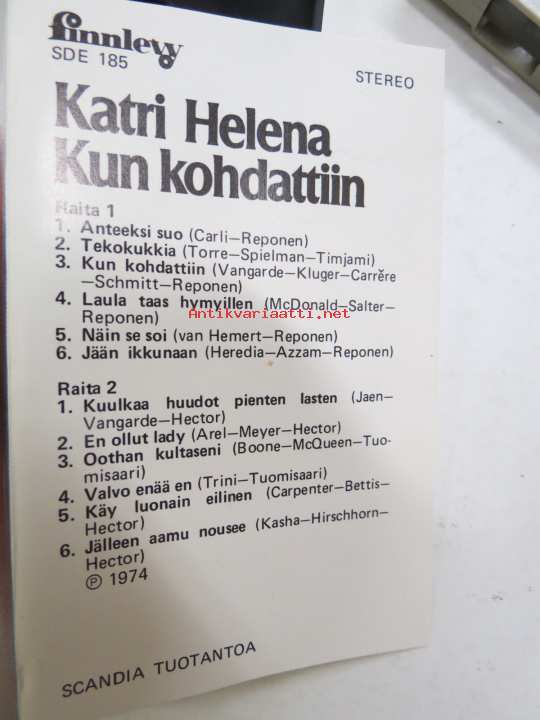 finnlevy
SDE 185
STEREO
Katri Helena
Kun kohdattiin
Raita 1
1. Anteeksi suo (Carli—Reponen)
2. Tekokukkia (Torre—Spielman—Timjami)
3. Kun kohdattiin (Vangarde—Kluger—Carrěre
—Schmitt—Reponen)
4. Laula taas hymyillen (McDonald—Salter—
Reponen)
Antikvariaatti.net
5. Näin se soi (van Hemert—Reponen)
6. Jään ikkunaan (Heredia—Azzam—Reponen)
Raita 2
1. Kuulkaa huudot pienten lasten (Jaen—
Vangarde—Hector)
2. En ollut lady (Arel—Meyer—Hector)
3. Oothan kultaseni (Boone—McQueen—Tuo-
misaari)
4. Valvo enää en (Trini—Tuomisaari)
5. Käy luonain eilinen (Carpenter—Bettis—
Hector)
6. Jälleen aamu nousee (Kasha—Hirschhorn—
Hector)
℗ 1974
SCANDIA TUOTANTOA